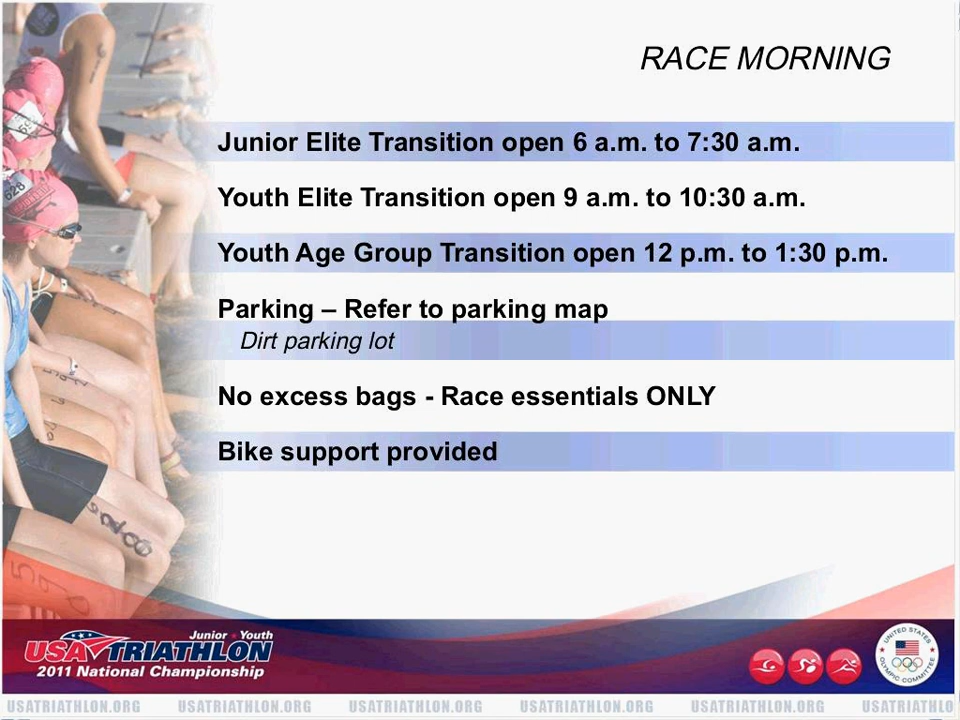 RACE MORNING
Junior Elite Transition open 6 a.m. to 7:30 a.m.
Youth Elite Transition open 9 a.m. to 10:30 a.m.
Youth Age Group Transition open 12 p.m. to 1:30 p.m.
Parking – Refer to parking map
Dirt parking lot
No excess bags - Race essentials ONLY
Bike support provided
Junior Youth
USA TRIATHLON
2011 National Championship
UNITED STATES
OLYMPIC COMMITTEE
USATRIATHLON.ORG USATRIATHLON.ORG USATRIATHLON.ORG USATRIATHLON.ORG USATRIATHLON.ORG USATRIATHLO